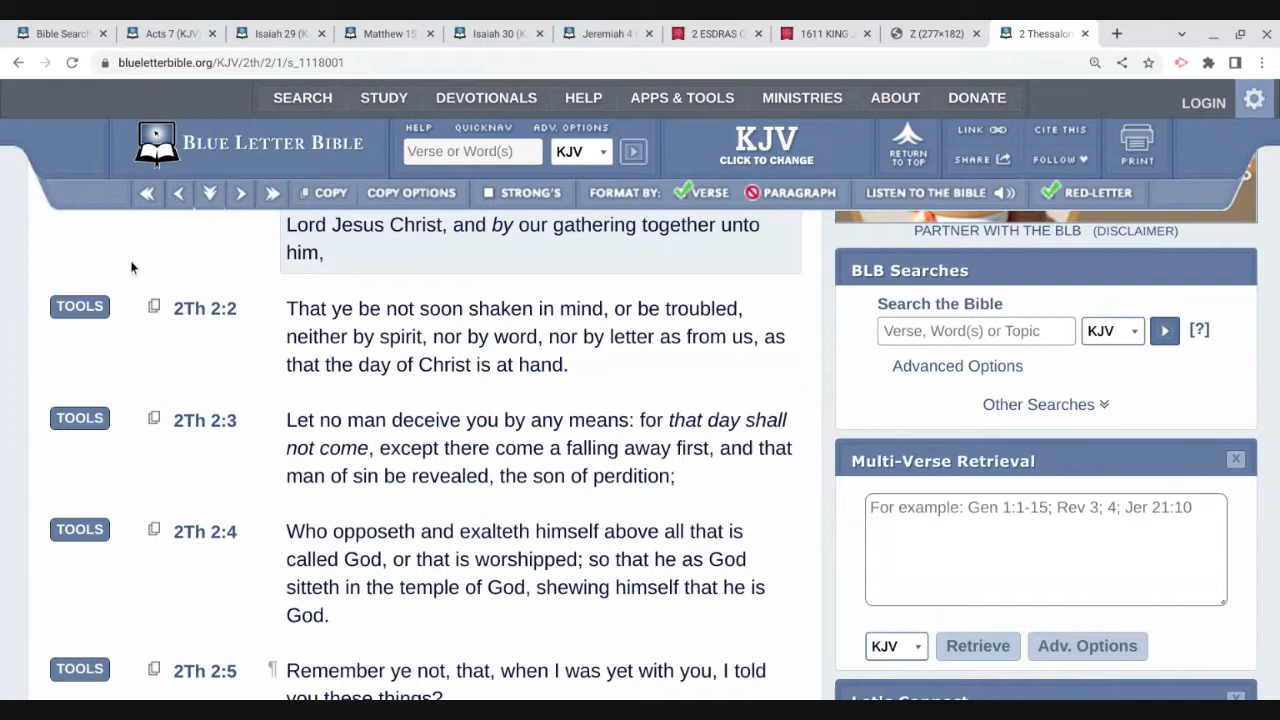 Bible Search
Acts 7 (KJV
Isaiah 29 (K
Matthew 15
Isaiah 30 (K
Jeremiah 4 (
2 ESDRAS C
1611 KING J
Z (277×182)
2 Thessalon
blueletterbible.org/KJV/2th/2/1/s_1118001
SEARCH STUDY DEVOTIONALS HELP APPS & TOOLS MINISTRIES ABOUT DONATE LOGIN
BLUE LETTER BIBLE
HELP QUICKNAV ADV. OPTIONS
Verse or Word(s) KJV
KJV
CLICK TO CHANGE
RETURN
TO TOP
LINK CITE THIS
SHARE FOLLOW
PRINT
COPY COPY OPTIONS STRONG'S FORMAT BY: VERSE PARAGRAPH LISTEN TO THE BIBLE RED-LETTER
Lord Jesus Christ, and by our gathering together unto
him,
TOOLS 2Th 2:2 That ye be not soon shaken in mind, or be troubled,
neither by spirit, nor by word, nor by letter as from us, as
that the day of Christ is at hand.
TOOLS 2Th 2:3 Let no man deceive you by any means: for that day shall
not come, except there come a falling away first, and that
man of sin be revealed, the son of perdition;
TOOLS 2Th 2:4 Who opposeth and exalteth himself above all that is
called God, or that is worshipped; so that he as God
sitteth in the temple of God, shewing himself that he is
God.
TOOLS 2Th 2:5 ¶ Remember ye not, that, when I was yet with you, I told
you these things?
PARTNER WITH THE BLB (DISCLAIMER)
BLB Searches
Search the Bible
Verse, Word(s) or Topic KJV [?]
Advanced Options
Other Searches
Multi-Verse Retrieval X
For example: Gen 1:1-15; Rev 3; 4; Jer 21:10
KJV Retrieve Adv. Options
Let's Connect X